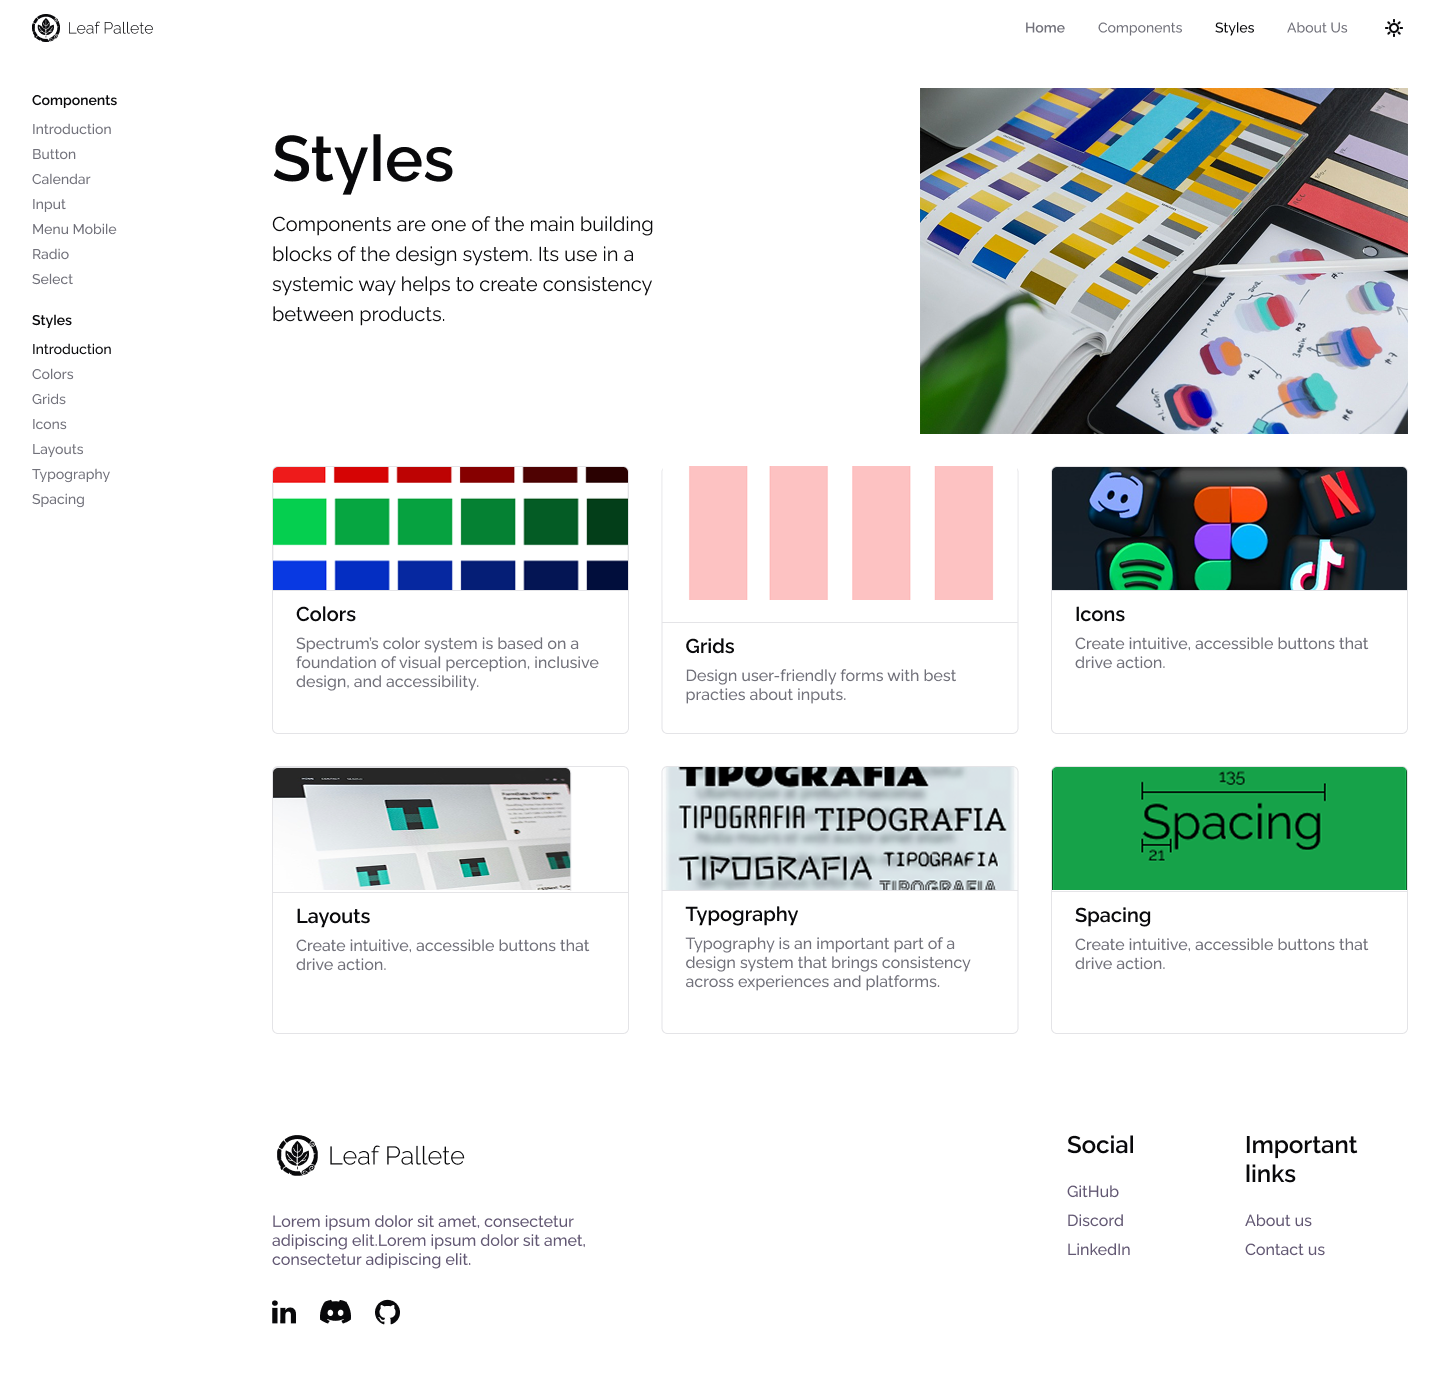 Leaf Pallete
Home Components Styles About Us
Components
Introduction
Button
Calendar
Input
Menu Mobile
Radio
Select
Styles
Introduction
Colors
Grids
Icons
Layouts
Typography
Spacing
Styles
Components are one of the main building
blocks of the design system. Its use in a
systemic way helps to create consistency
between products.
Colors
Spectrum's color system is based on a
foundation of visual perception, inclusive
design, and accessibility.
Grids
Design user-friendly forms with best
practies about inputs.
Icons
Create intuitive, accessible buttons that
drive action.
Layouts
Create intuitive, accessible buttons that
drive action.
TIPOGRAFIA
TIPOGRAFIA TIPOGRAFIA
TIPOGRAFIA TIPOGRAFIA
TIPOGRAFIA
Typography
Typography is an important part of a
design system that brings consistency
across experiences and platforms.
135
Spacing
21
Spacing
Create intuitive, accessible buttons that
drive action.
Leaf Pallete
Lorem ipsum dolor sit amet, consectetur
adipiscing elit.Lorem ipsum dolor sit amet,
consectetur adipiscing elit.
Social
GitHub
Discord
LinkedIn
Important
links
About us
Contact us